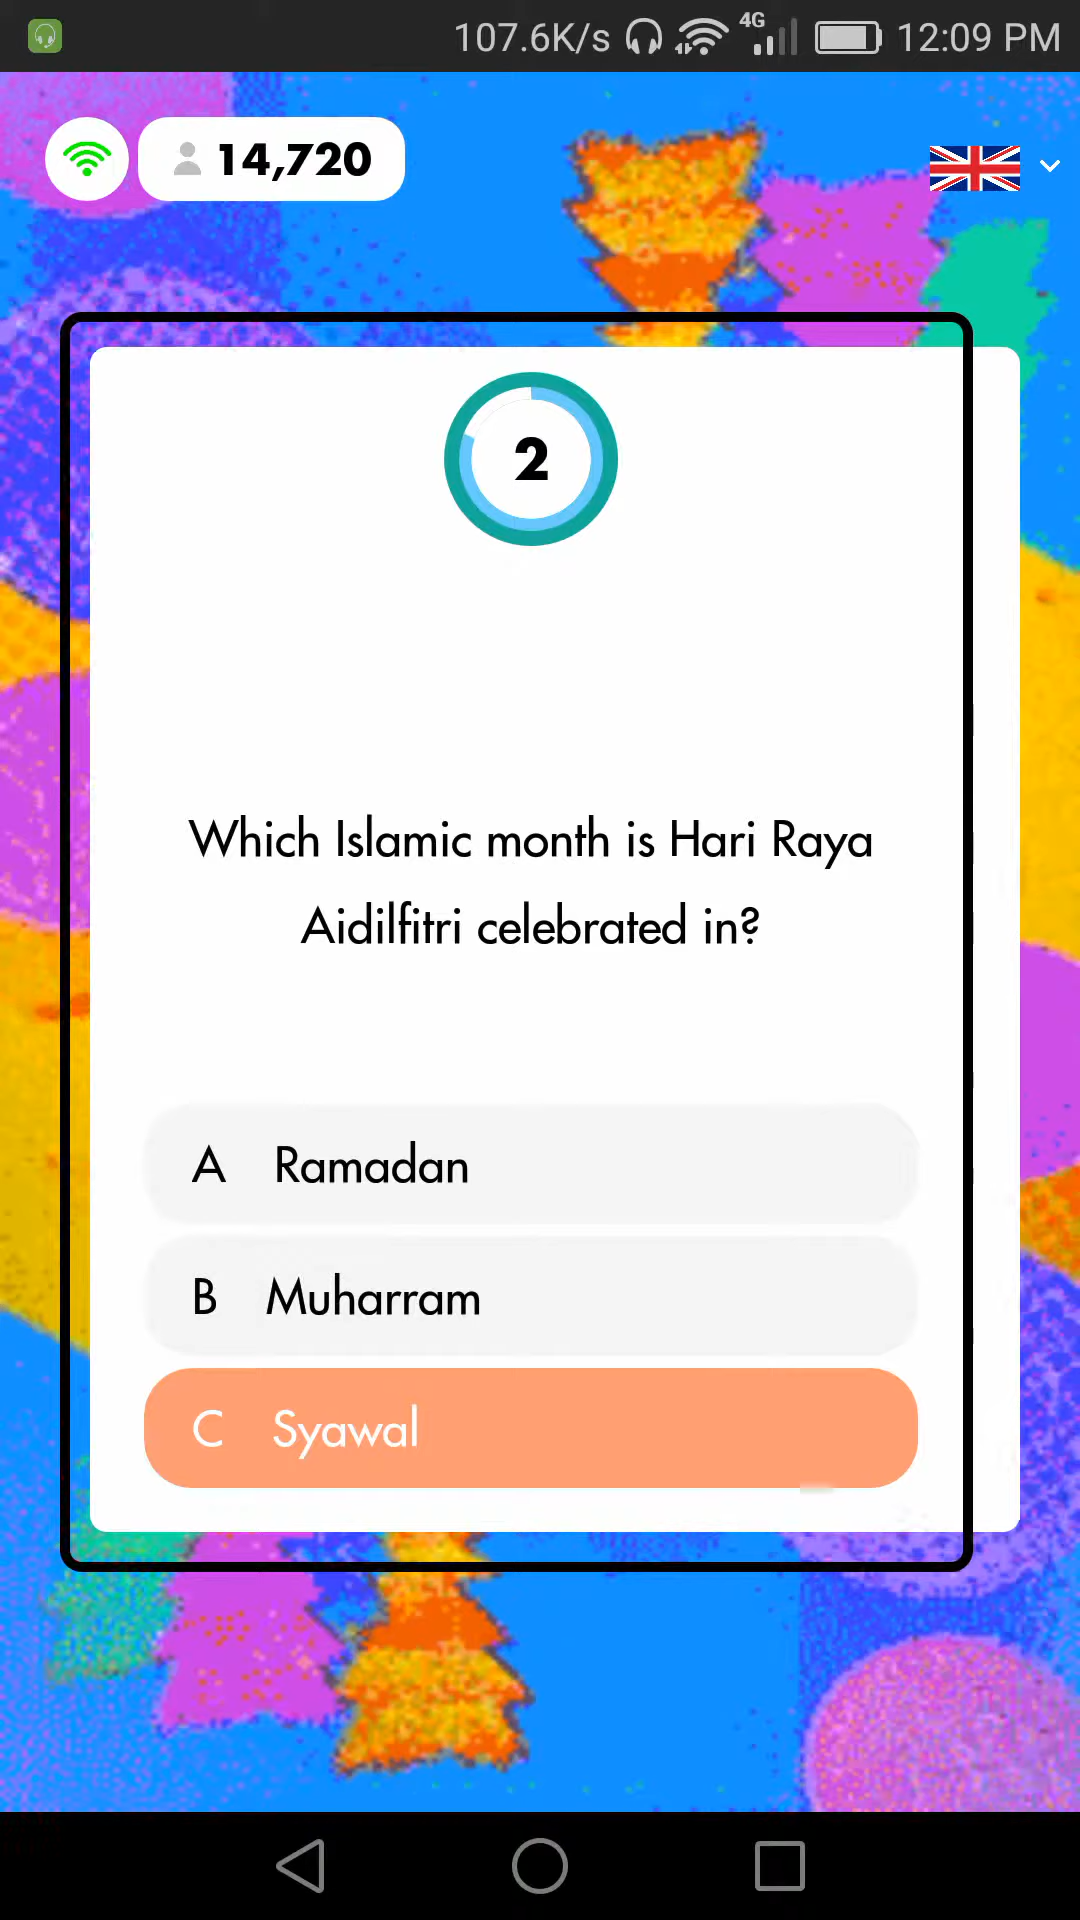 107.6K/s 4G 12:09 PM
14,720
2
Which Islamic month is Hari Raya
Aidilfitri celebrated in?
A Ramadan
B Muharram
C Syawal